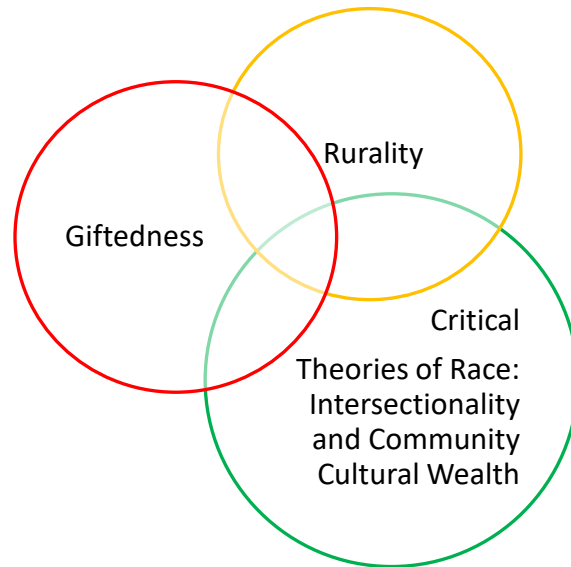 Rurality
Giftedness
Critical
Theories of Race:
Intersectionality
and Community
Cultural Wealth